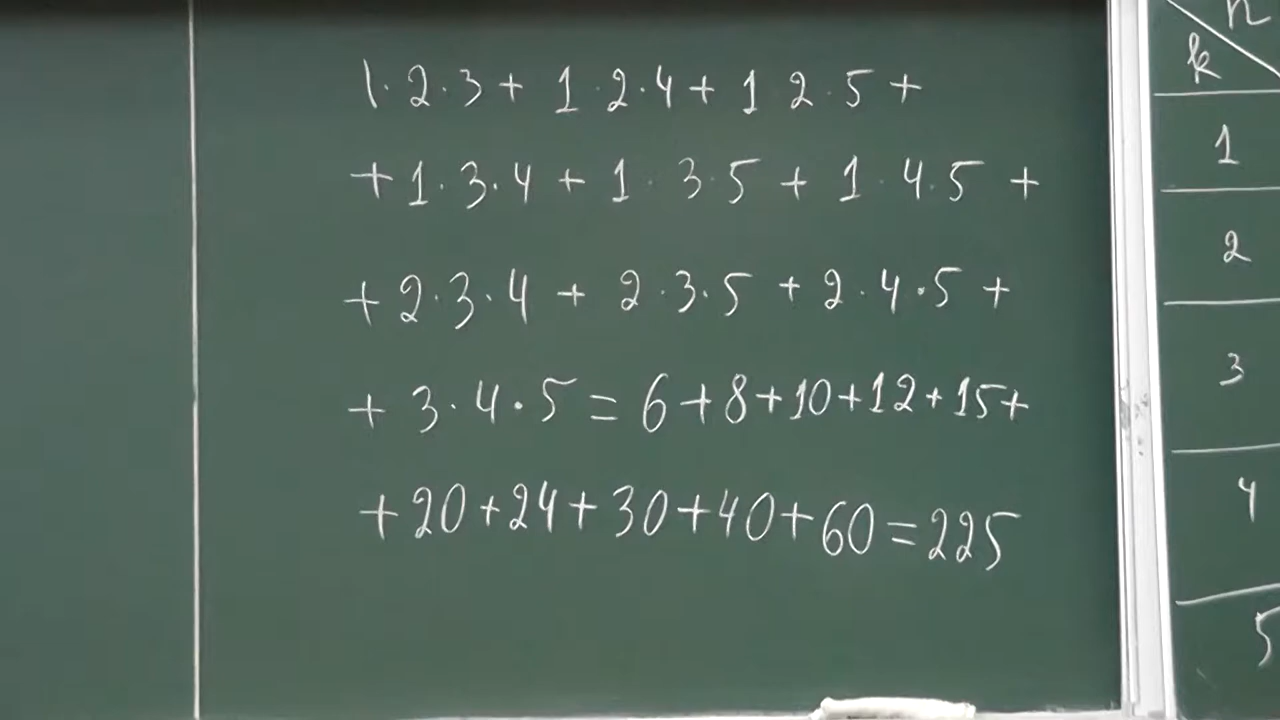 1·2·3 + 1·2·4 + 1 2·5 +
+ 1·3·4 + 1·3·5 + 1·4·5 +
+ 2·3·4 + 2·3·5 + 2·4·5 +
+ 3·4·5 = 6+8+10+12+15+
+20+24+30+40+60=225
n
k
1
2
3
4
5